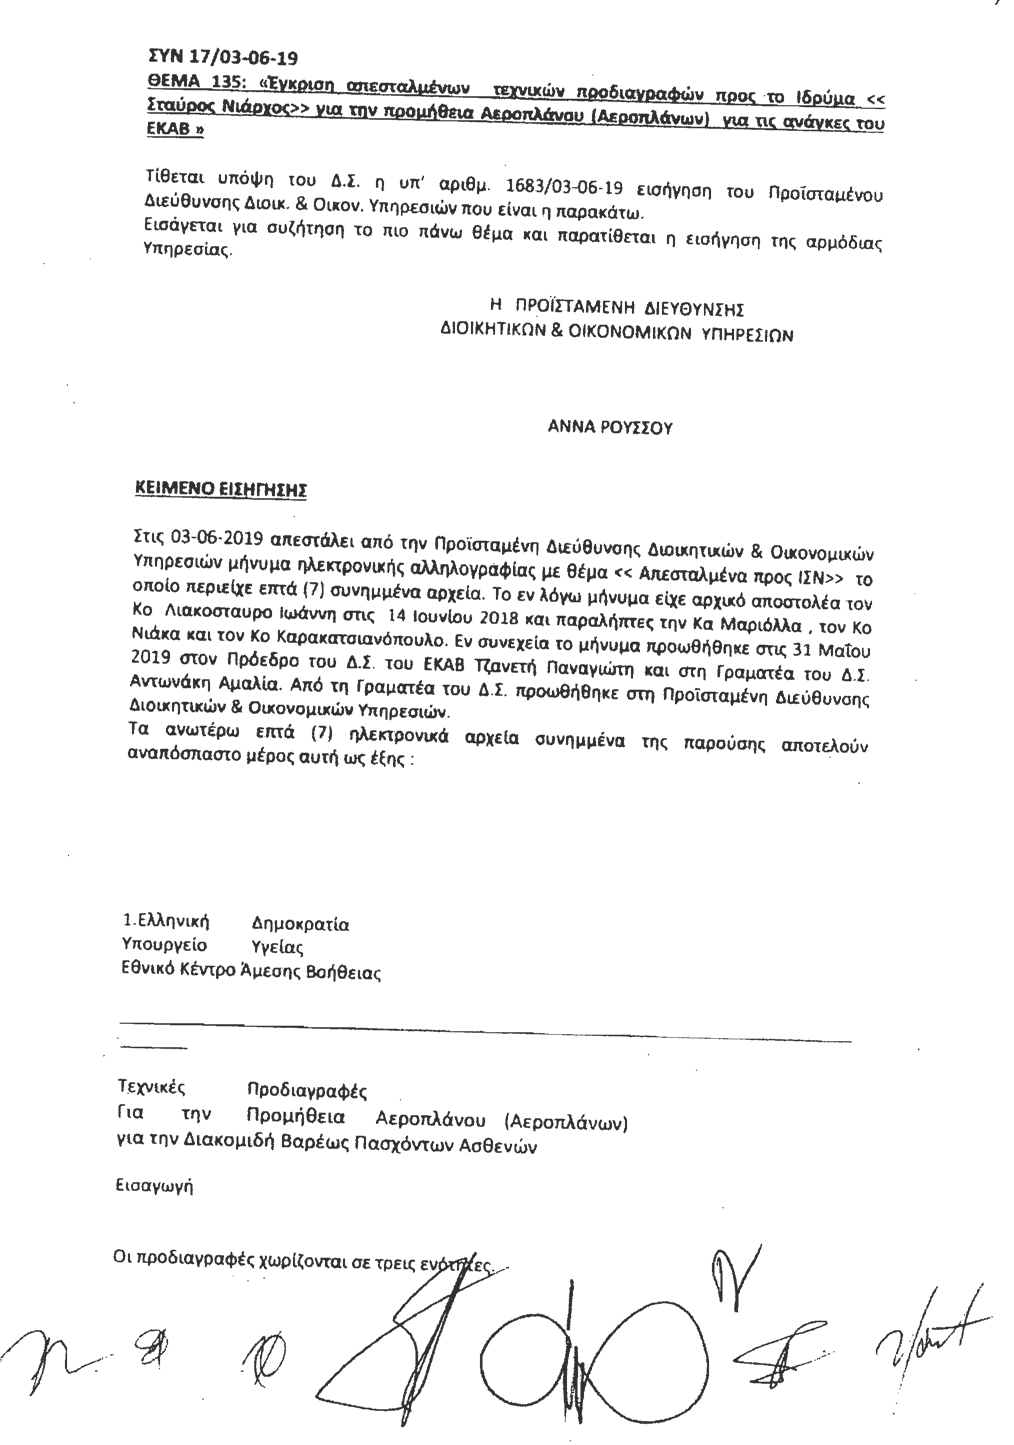 ΣΥΝ 17/03-06-19
ΘΕΜΑ 135: «Έγκριση απεσταλμένων τεχνικών προδιαγραφών προς το Ιδρύμα <<
Σταύρος Νιάρχος>> για την προμήθεια Αεροπλάνου (Αεροπλάνων) για τις ανάγκες του
ΕΚΑΒ »
Τίθεται υπόψη του Δ.Σ. η υπ' αριθμ. 1683/03-06-19 εισήγηση του Προϊσταμένου
Διεύθυνσης Διοικ. & Οικον. Υπηρεσιών που είναι η παρακάτω.
Εισάγεται για συζήτηση το πιο πάνω θέμα και παρατίθεται η εισήγηση της αρμόδιας
Υπηρεσίας.
Η ΠΡΟΪΣΤΑΜΕΝΗ ΔΙΕΥΘΥΝΣΗΣ
ΔΙΟΙΚΗΤΙΚΩΝ & ΟΙΚΟΝΟΜΙΚΩΝ ΥΠΗΡΕΣΙΩΝ
ΑΝΝΑ ΡΟΥΣΣΟΥ
ΚΕΙΜΕΝΟ ΕΙΣΗΓΗΣΗΣ
Στις 03-06-2019 απεστάλει από την Προϊσταμένη Διεύθυνσης Διοικητικών & Οικονομικών
Υπηρεσιών μήνυμα ηλεκτρονικής αλληλογραφίας με θέμα << Απεσταλμένα προς ΙΣΝ>> το
οποίο περιείχε επτά (7) συνημμένα αρχεία. Το εν λόγω μήνυμα είχε αρχικό αποστολέα τον
Κο Λιακοσταυρο Ιωάννη στις 14 Ιουνίου 2018 και παραλήπτες την Κα Μαριόλλα , τον Κο
Νιάκα και τον Κο Καρακατσιανόπουλο. Εν συνεχεία το μήνυμα προωθήθηκε στις 31 Μαΐου
2019 στον Πρόεδρο του Δ.Σ. του ΕΚΑΒ Τζανετή Παναγιώτη και στη Γραματέα του Δ.Σ.
Αντωνάκη Αμαλία. Από τη Γραματέα του Δ.Σ. προωθήθηκε στη Προϊσταμένη Διεύθυνσης
Διοικητικών & Οικονομικών Υπηρεσιών.
Τα ανωτέρω επτά (7) ηλεκτρονικά αρχεία συνημμένα της παρούσης αποτελούν
αναπόσπαστο μέρος αυτή ως έξης :
1.Ελληνική Δημοκρατία
Υπουργείο Υγείας
Εθνικό Κέντρο Άμεσης Βοήθειας
Τεχνικές Προδιαγραφές
Για την Προμήθεια Αεροπλάνου (Αεροπλάνων)
για την Διακομιδή Βαρέως Πασχόντων Ασθενών
Εισαγωγή
Οι προδιαγραφές χωρίζονται σε τρεις ενότητες.